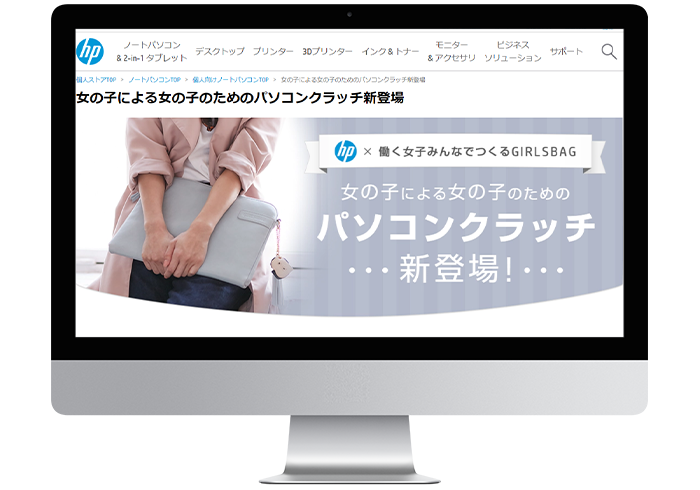 hp
ノートパソコン
& 2-in-1 タブレット
デスクトップ
プリンター
3Dプリンター
インク & トナー
モニター
& アクセサリ
ビジネス
ソリューション
サポート
個人ストアTOP > ノートパソコンTOP > 個人向けノートパソコンTOP > 女の子による女の子のためのパソコンクラッチ新登場
女の子による女の子のためのパソコンクラッチ新登場
hp × 働く女子みんなでつくるGIRLSBAG
女の子による女の子のための
パソコンクラッチ
・・・新登場!・・・